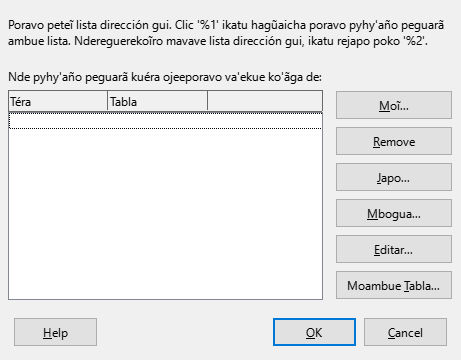 Poravo peteĩ lista dirección gui. Clic '%1' ikatu hag̃uaicha poravo pyhy'año peguarã
ambue lista. Ndereguerekoĩro mavave lista dirección gui, ikatu rejapo poko '%2'.
Nde pyhy'año peguarã kuéra ojeeporavo va'ekue ko'ãga de:
Téra Tabla
Moĩ...
Remove
Japo...
Mbogua...
Editar...
Moambue Tabla...
Help OK Cancel